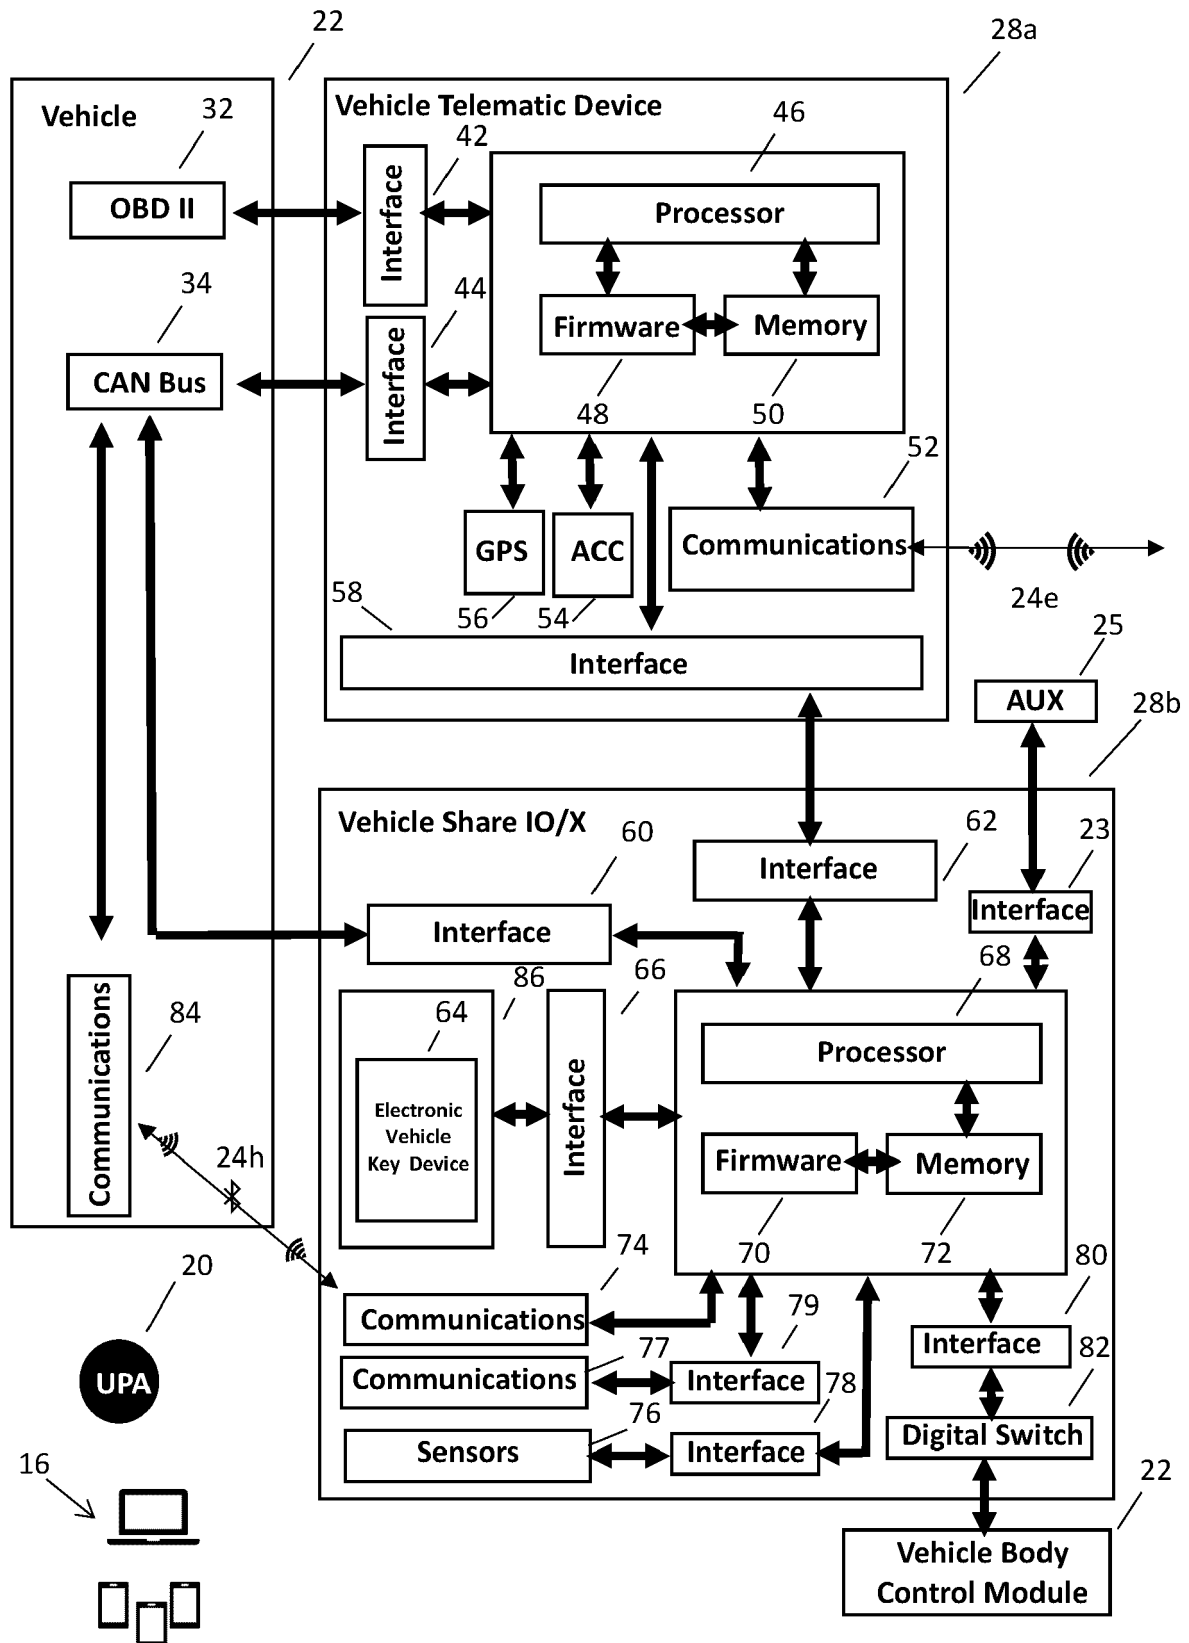 22
28a
Vehicle
Vehicle Telematic Device
32
42
46
OBD II
Interface
Processor
34
44
Firmware
Memory
CAN Bus
Interface
48
50
52
GPS
ACC
Communications
58
56
54
24e
Interface
25
AUX
28b
Vehicle Share IO/X
60
62
23
Interface
Interface
Interface
86
66
68
84
64
Processor
Communications
Electronic
Vehicle
Key Device
Interface
24h
Firmware
Memory
74
70
72
80
20
Communications
79
Interface
82
77
UPA
Communications
Interface
78
76
Digital Switch
Sensors
Interface
16
22
Vehicle Body
Control Module